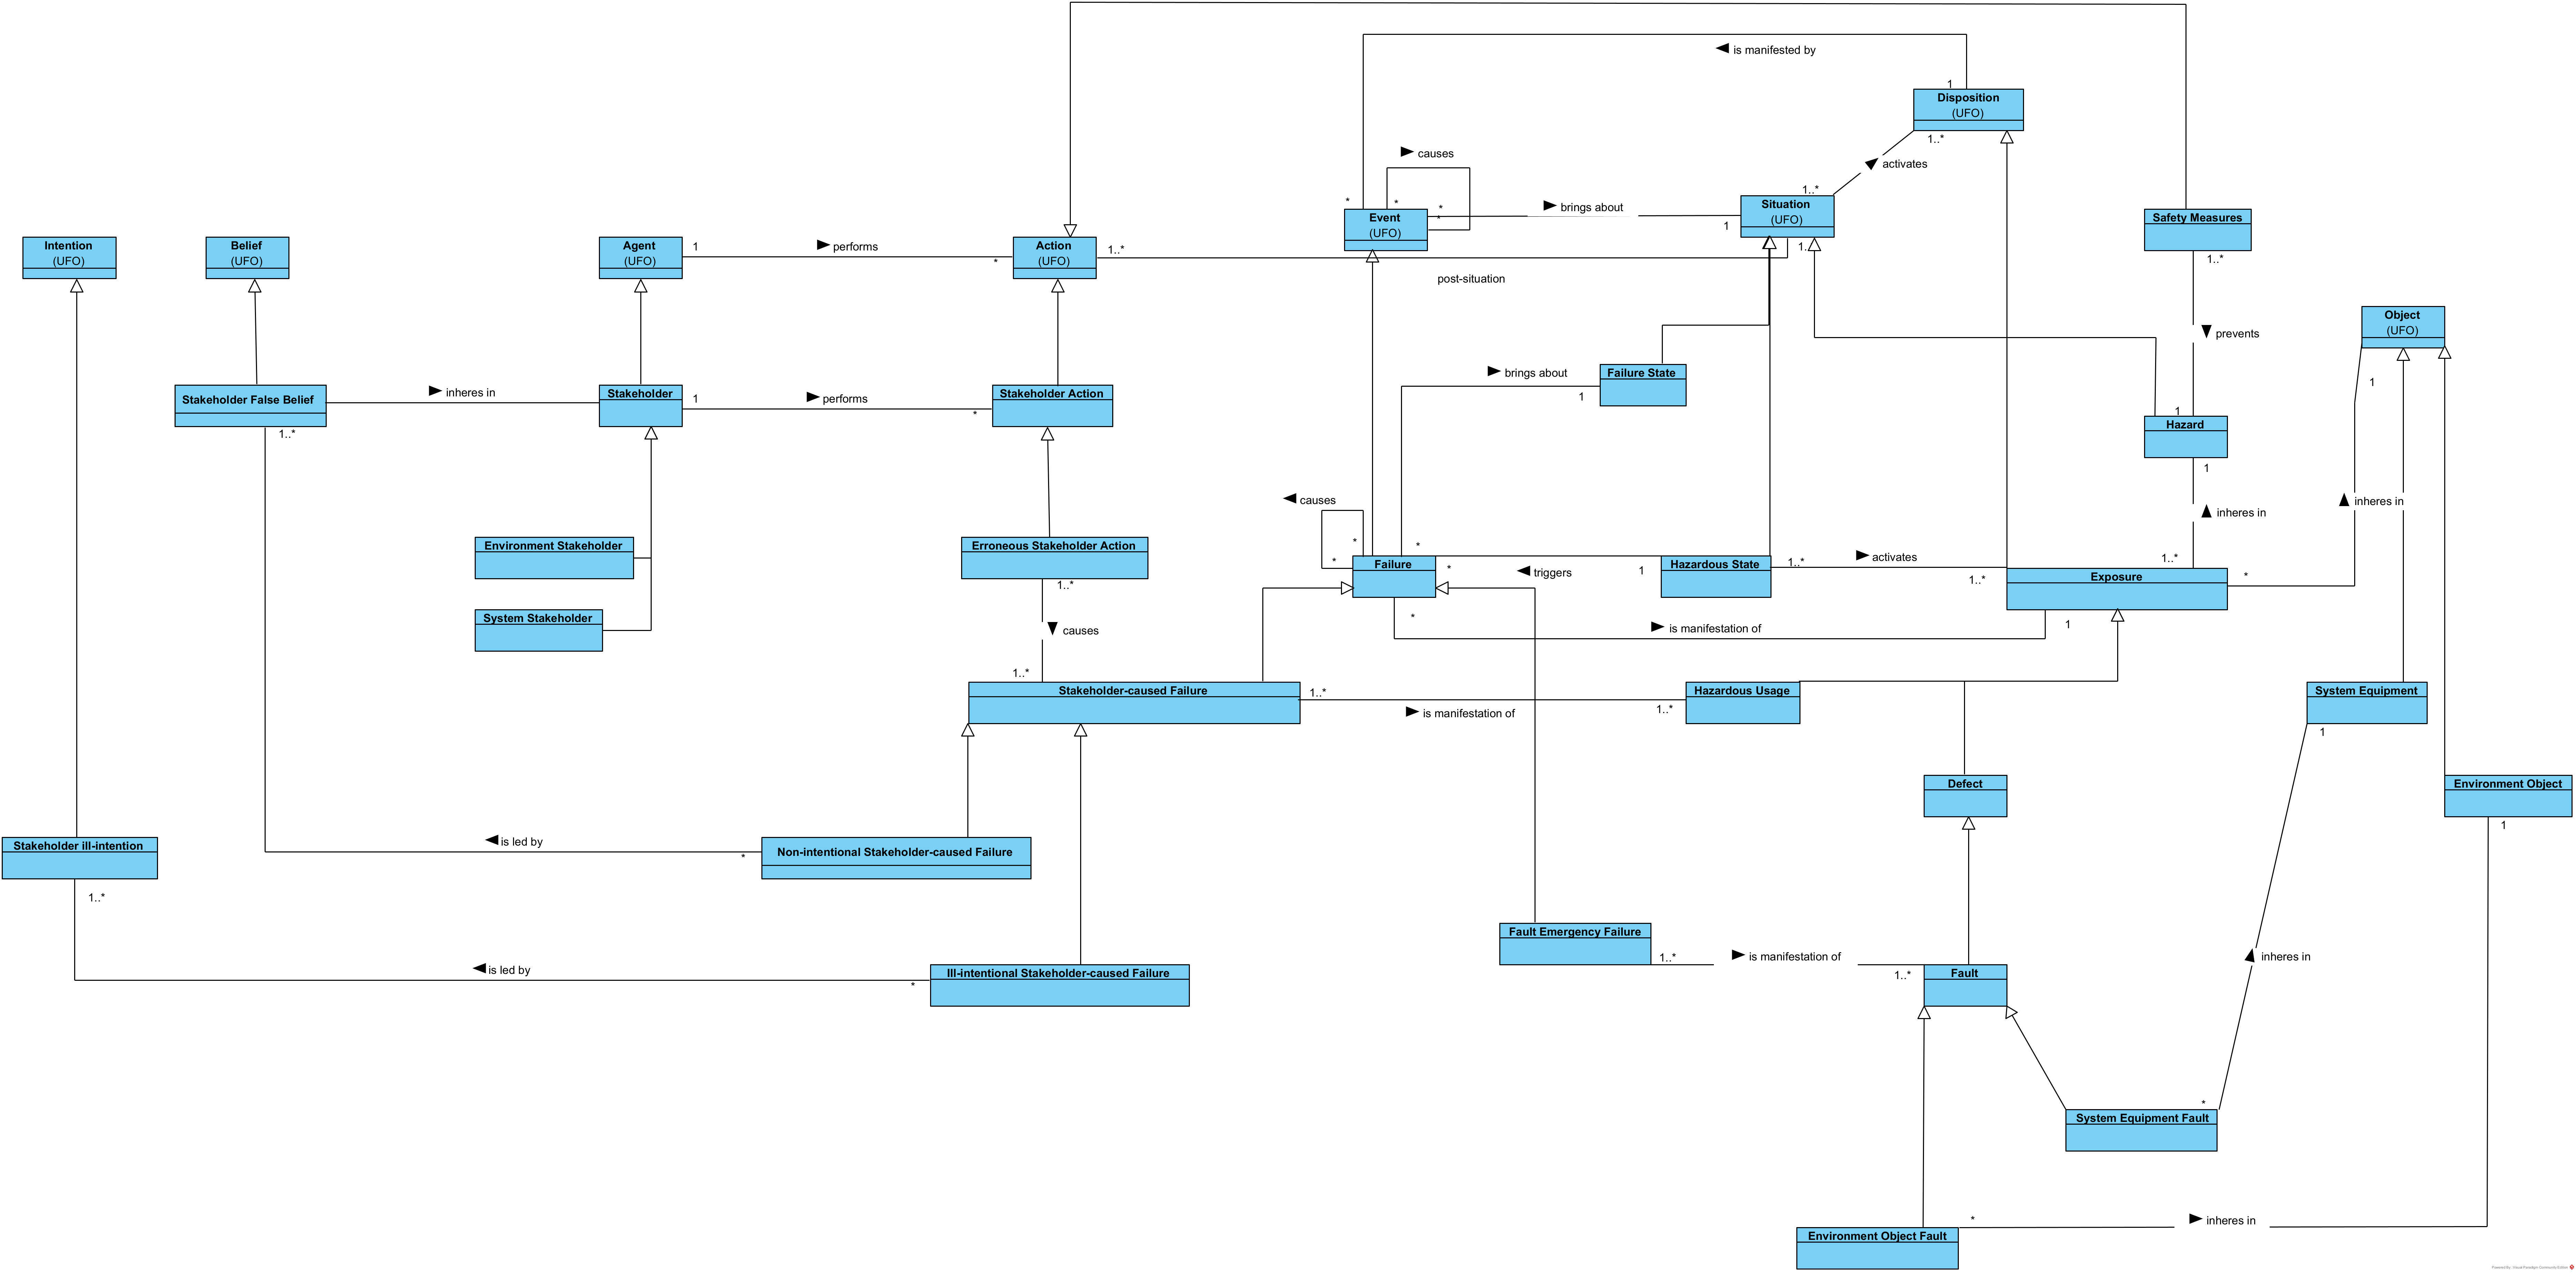 is manifested by
1
Disposition
(UFO)
1..*
causes
activates
1..*
*
*
*
*
Event
(UFO)
brings about
1
Situation
(UFO)
Safety Measures
1..*
Intention
(UFO)
Belief
(UFO)
Agent
(UFO)
1
performs
*
Action
(UFO)
1..*
1..
post-situation
Object
(UFO)
prevents
Failure State
brings about
1
1
1
Hazard
1
Stakeholder False Belief
1..*
inheres in
Stakeholder
1
performs
*
Stakeholder Action
causes
inheres in
inheres in
Environment Stakeholder
Erroneous Stakeholder Action
1..*
*
*
*
Failure
*
triggers
1
Hazardous State
1..*
activates
1..*
1..*
Exposure
*
System Stakeholder
causes
*
is manifestation of
1
1..*
Stakeholder-caused Failure
1..*
is manifestation of
1..*
Hazardous Usage
System Equipment
1
Defect
Environment Object
1
Stakeholder ill-intention
1..*
is led by
*
Non-intentional Stakeholder-caused Failure
Fault Emergency Failure
1..*
is manifestation of
1..*
Fault
inheres in
is led by
*
Ill-intentional Stakeholder-caused Failure
*
System Equipment Fault
*
inheres in
Environment Object Fault
Powered By Visual Paradigm Community Edition